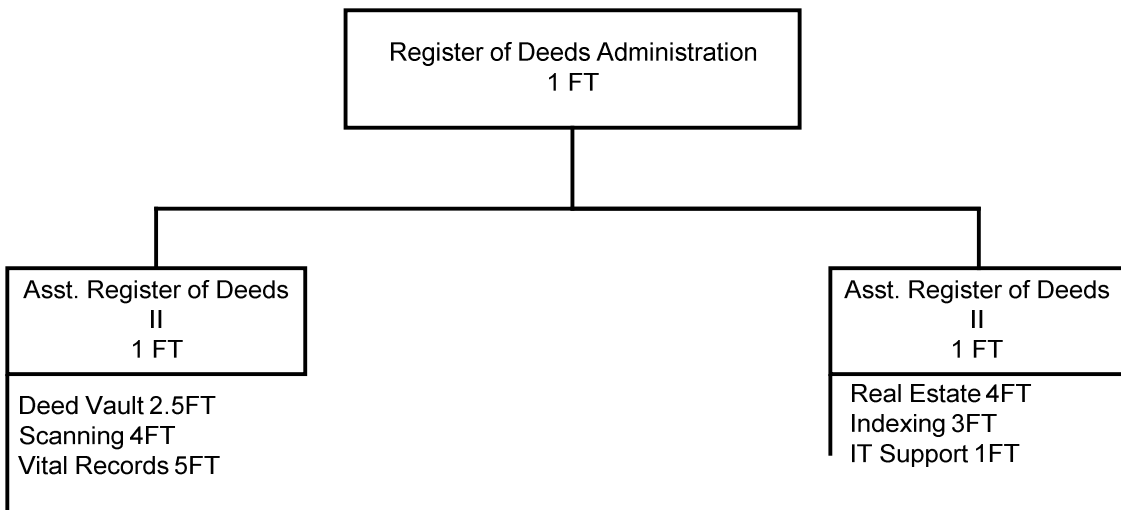 Register of Deeds Administration
1 FT
Asst. Register of Deeds
II
1 FT
Deed Vault 2.5FT
Scanning 4FT
Vital Records 5FT
Asst. Register of Deeds
II
1 FT
Real Estate 4FT
Indexing 3FT
IT Support 1FT